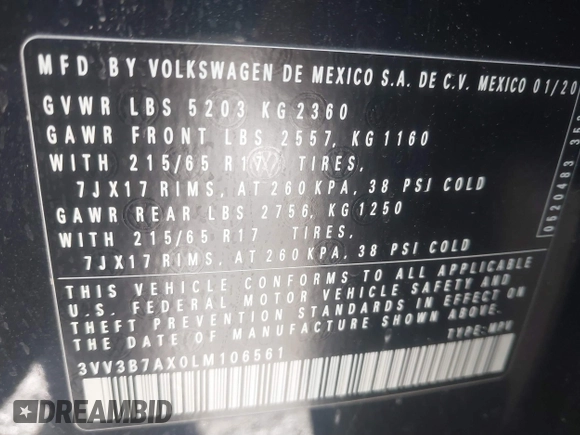 MFD BY VOLKSWAGEN DE MEXICO S.A. DE C.V. MEXICO 01/20
GVWR LBS 5203 KG 2360
GAWR FRONT LBS 2557, KG 1160
WITH 215/65 R17 TIRES,
7JX17 RIMS, AT 260 KPA, 38 PSI COLD
GAWR REAR LBS 2756, KG 1250
WITH 215/65 R17 TIRES,
7JX17 RIMS, AT 260 KPA, 38 PSI COLD
THIS VEHICLE CONFORMS TO ALL APPLICABLE
U.S. FEDERAL MOTOR VEHICLE SAFETY AND
THEFT PREVENTION STANDARDS IN EFFECT ON
THE DATE OF MANUFACTURE SHOWN ABOVE.
TYPE: MPV
3VV3B7AX0LM106561
0520483
DREAMBID